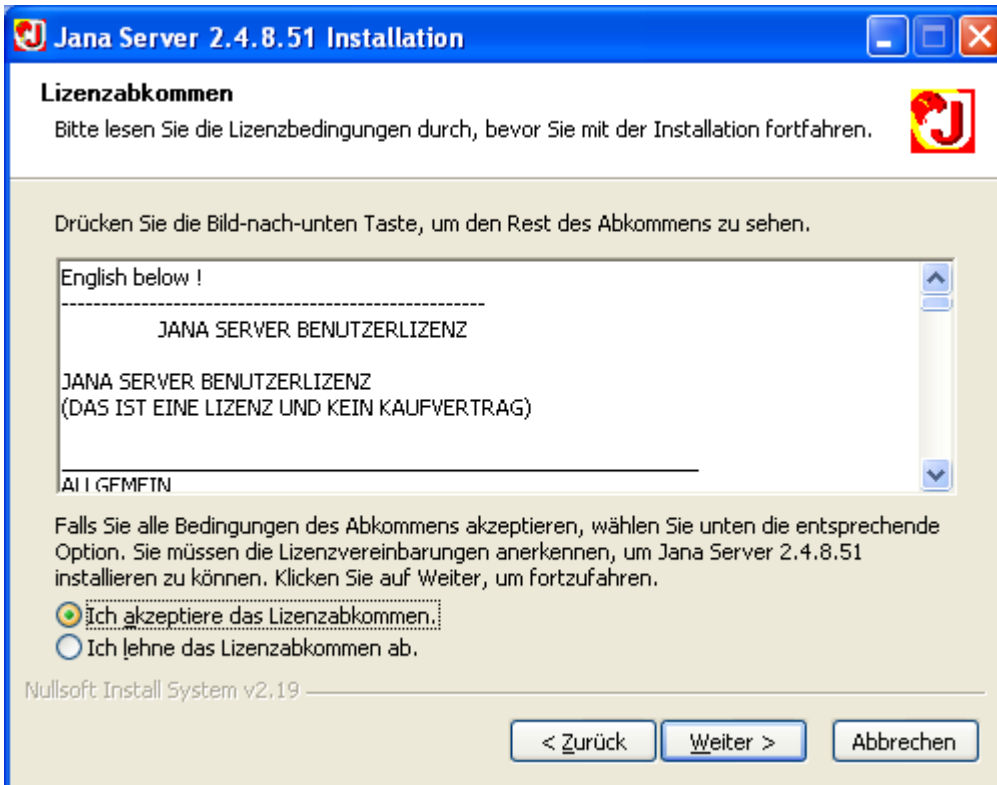 Jana Server 2.4.8.51 Installation
Lizenzabkommen
Bitte lesen Sie die Lizenzbedingungen durch, bevor Sie mit der Installation fortfahren.
Drücken Sie die Bild-nach-unten Taste, um den Rest des Abkommens zu sehen.
English below !
-----------------------------------------------------
JANA SERVER BENUTZERLIZENZ
JANA SERVER BENUTZERLIZENZ
(DAS IST EINE LIZENZ UND KEIN KAUFVERTRAG)
ALLGEMEIN
Falls Sie alle Bedingungen des Abkommens akzeptieren, wählen Sie unten die entsprechende
Option. Sie müssen die Lizenzvereinbarungen anerkennen, um Jana Server 2.4.8.51
installieren zu können. Klicken Sie auf Weiter, um fortzufahren.
Ich akzeptiere das Lizenzabkommen.
Ich lehne das Lizenzabkommen ab.
Nullsoft Install System v2.19
< Zurück Weiter > Abbrechen